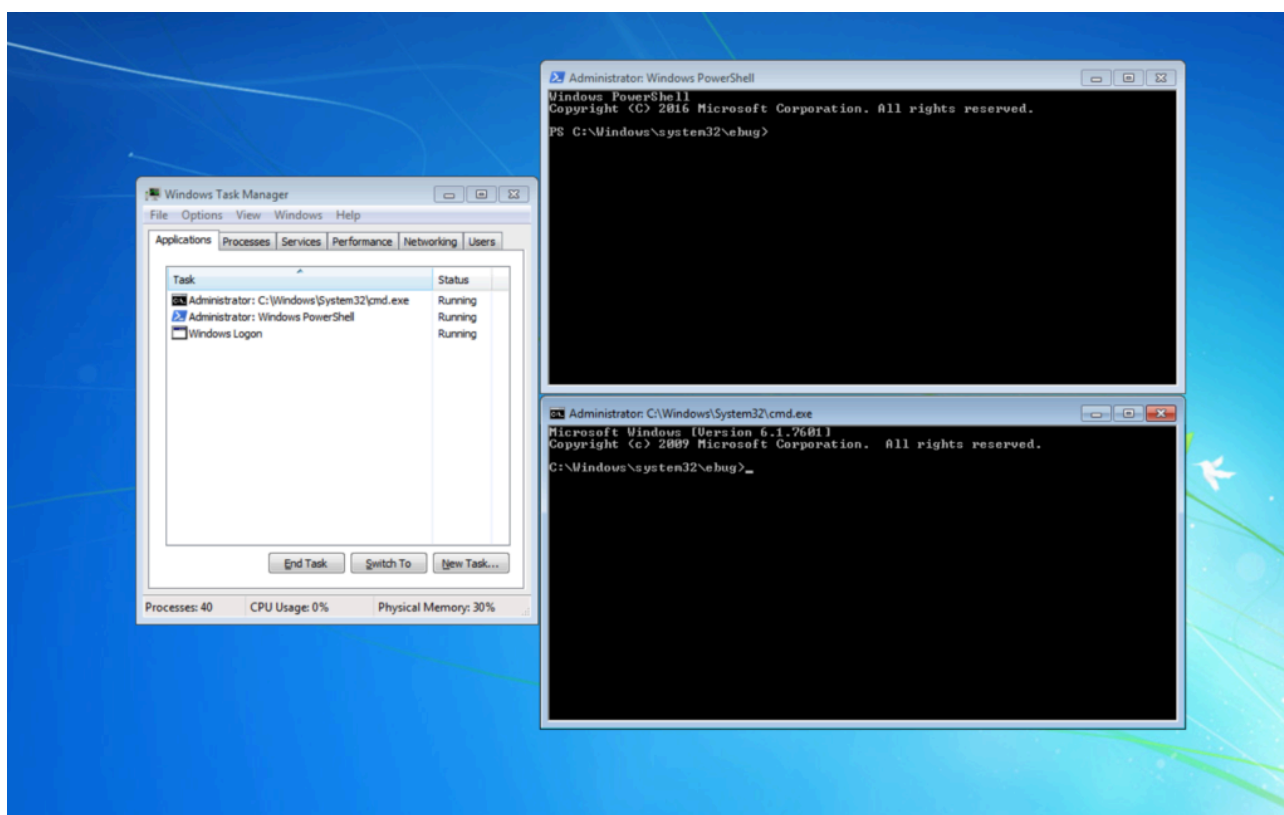 Administrator: Windows PowerShell
Windows PowerShell
Copyright (C) 2016 Microsoft Corporation. All rights reserved.
PS C:\Windows\system32\ebug>
Windows Task Manager
File Options View Windows Help
Applications Processes Services Performance Networking Users
Task Status
Administrator: C:\Windows\System32\cmd.exe Running
Administrator: Windows PowerShell Running
Windows Logon Running
End Task Switch To New Task...
Processes: 40 CPU Usage: 0% Physical Memory: 30%
Administrator: C:\Windows\System32\cmd.exe
Microsoft Windows [Version 6.1.7601]
Copyright (c) 2009 Microsoft Corporation.  All rights reserved.
C:\Windows\system32\ebug>_